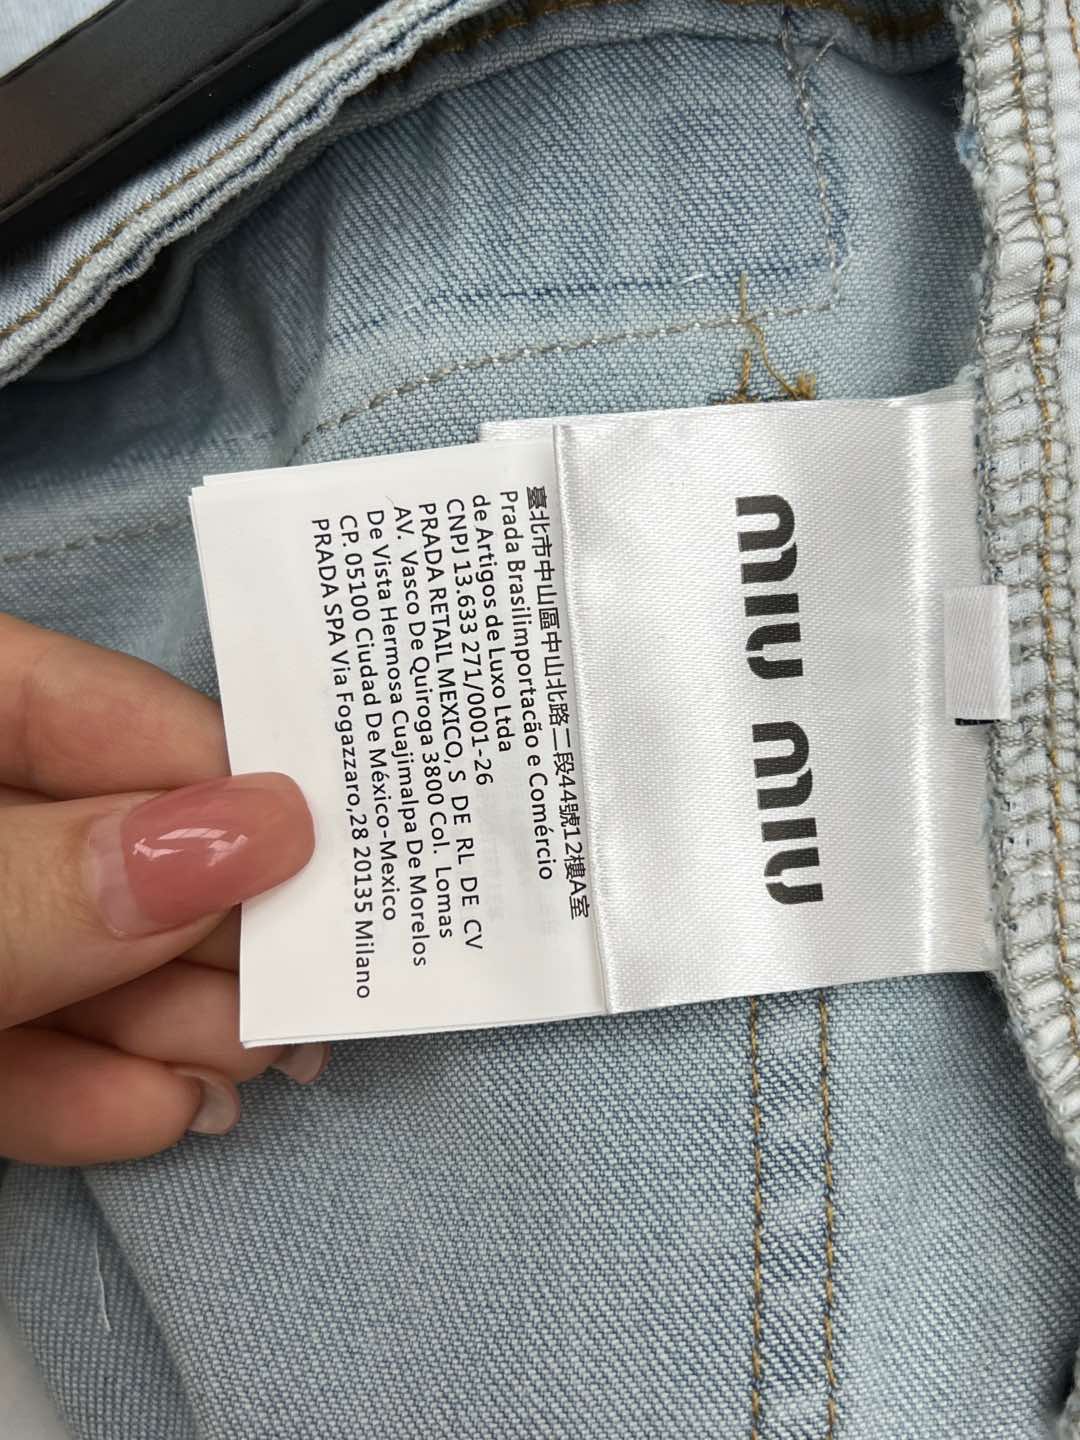 miu miu
臺北市中山區中山北路二段44號12樓A室
Prada Brasilimportacão e Comércio
de Artigos de Luxo Ltda
CNPJ 13.633 271/0001-26
PRADA RETAIL MEXICO, S DE RL DE CV
AV. Vasco De Quiroga 3800 Col. Lomas
De Vista Hermosa Cuajimalpa De Morelos
CP. 05100 Ciudad De México-Mexico
PRADA SPA Via Fogazzaro,28 20135 Milano